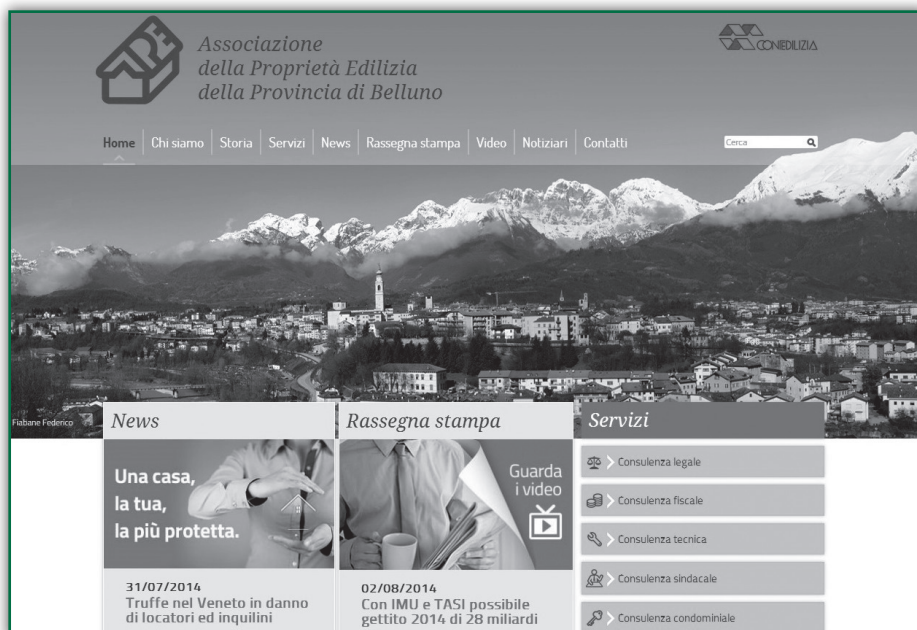 APE
Associazione
della Proprietà Edilizia
della Provincia di Belluno
CONFEDILIZIA
Home Chi siamo Storia Servizi News Rassegna stampa Video Notiziari Contatti
Cerca
Fiabane Federico
News
Una casa,
la tua,
la più protetta.
31/07/2014
Truffe nel Veneto in danno
di locatori ed inquilini
Rassegna stampa
Guarda
i video
02/08/2014
Con IMU e TASI possibile
gettito 2014 di 28 miliardi
Servizi
Consulenza legale
Consulenza fiscale
Consulenza tecnica
Consulenza sindacale
Consulenza condominiale